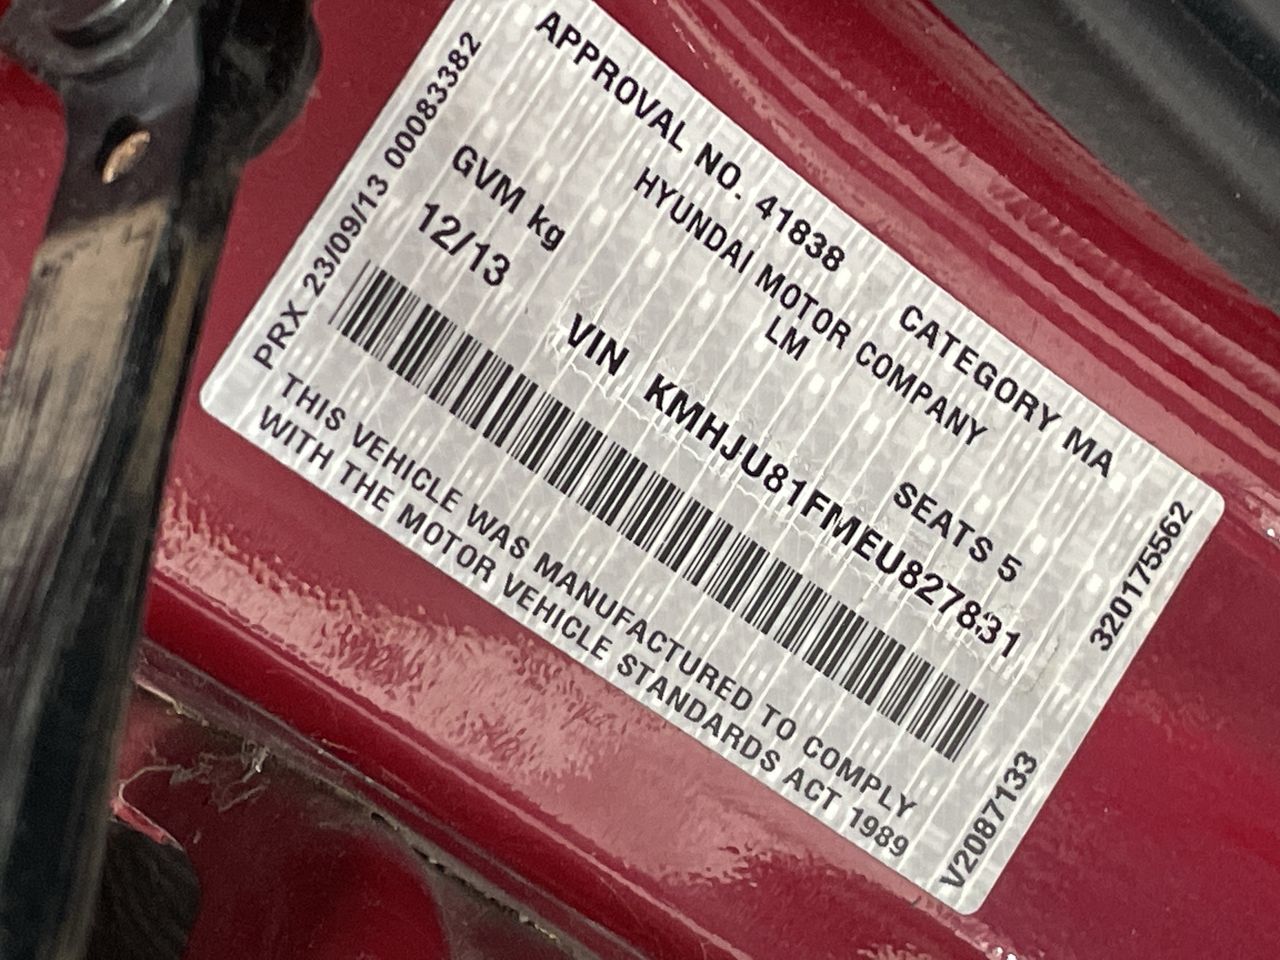 APPROVAL NO. 41838 CATEGORY MA
HYUNDAI MOTOR COMPANY
LM
GVM kg SEATS 5
12/13
VIN KMHJU81FMEU827831
THIS VEHICLE WAS MANUFACTURED TO COMPLY
WITH THE MOTOR VEHICLE STANDARDS ACT 1989
PRX 23/09/13 00083382
V2087133 320175562